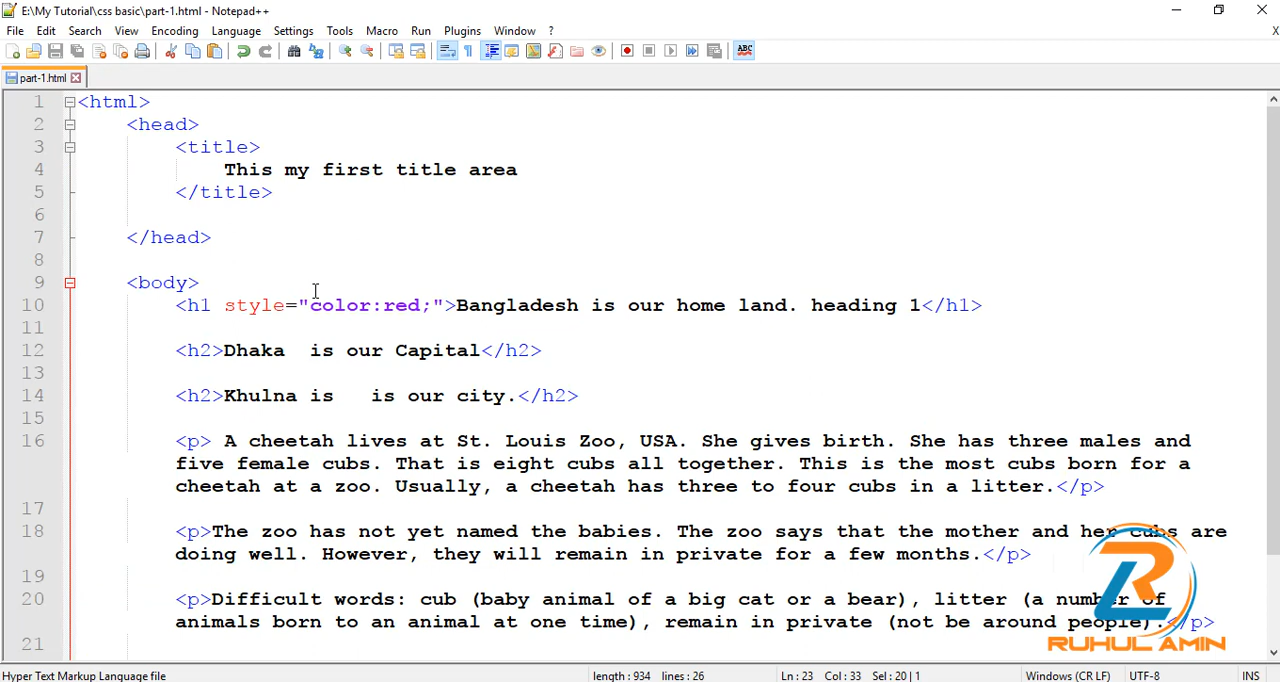 E:\My Tutorial\css basic\part-1.html - Notepad++
File Edit Search View Encoding Language Settings Tools Macro Run Plugins Window ? X
ABC
part-1.html
1 <html>
2 <head>
3 <title>
4 This my first title area
5 </title>
6
7 </head>
8
9 <body>
10 <h1 style="color:red;">Bangladesh is our home land. heading 1</h1>
11
12 <h2>Dhaka  is our Capital</h2>
13
14 <h2>Khulna is   is our city.</h2>
15
16 <p> A cheetah lives at St. Louis Zoo, USA. She gives birth. She has three males and
five female cubs. That is eight cubs all together. This is the most cubs born for a
cheetah at a zoo. Usually, a cheetah has three to four cubs in a litter.</p>
17
18 <p>The zoo has not yet named the babies. The zoo says that the mother and her cubs are
doing well. However, they will remain in private for a few months.</p>
19
20 <p>Difficult words: cub (baby animal of a big cat or a bear), litter (a number of
animals born to an animal at one time), remain in private (not be around people).</p>
21
RUHUL AMIN
Hyper Text Markup Language file length : 934 lines : 26 Ln : 23 Col : 33 Sel : 20 | 1 Windows (CR LF) UTF-8 INS